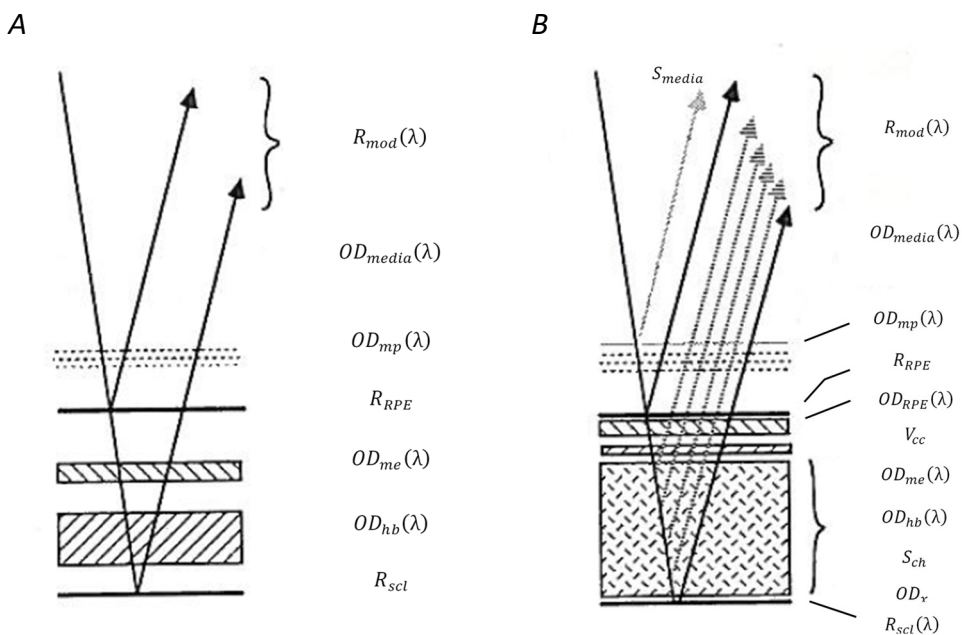 A
R_mod(λ)
OD_media(λ)
OD_mp(λ)
R_RPE
OD_me(λ)
OD_hb(λ)
R_scl
B
S_media
R_mod(λ)
OD_media(λ)
OD_mp(λ)
R_RPE
OD_RPE(λ)
V_cc
OD_me(λ)
OD_hb(λ)
S_ch
OD_x
R_scl(λ)